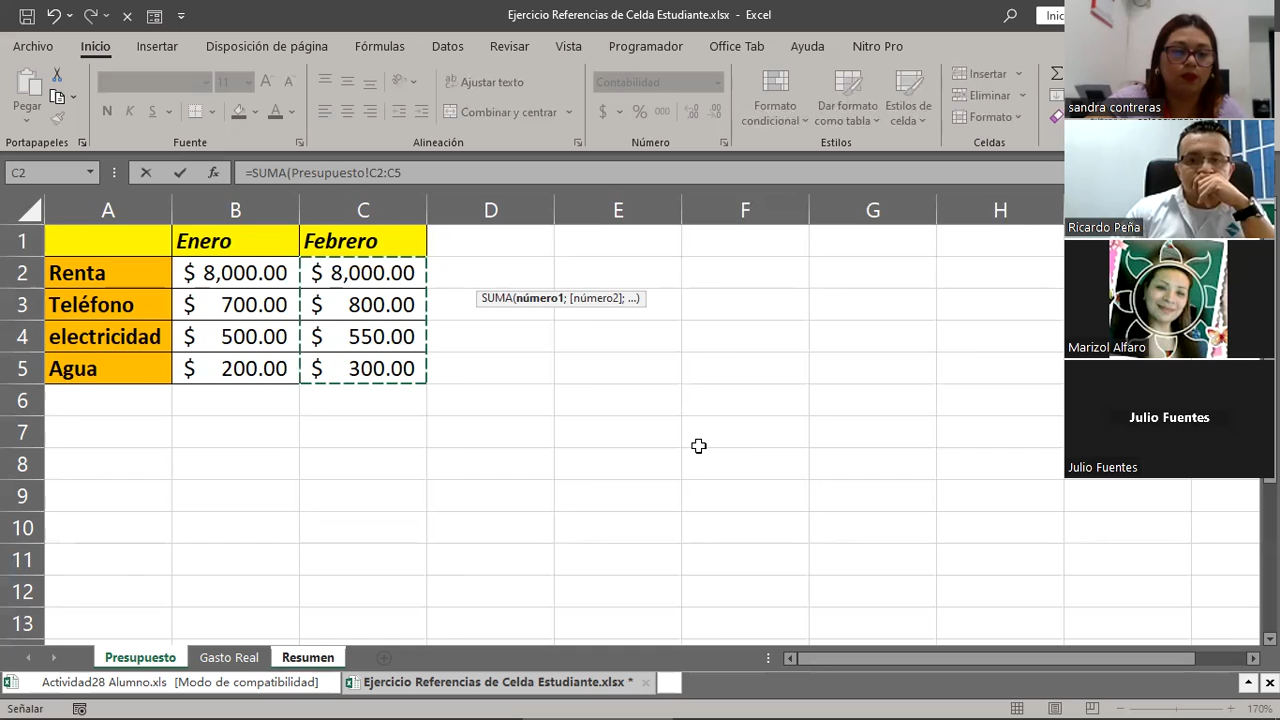 Ejercicio Referencias de Celda Estudiante.xlsx - Excel
Inic
Archivo Inicio Insertar Disposición de página Fórmulas Datos Revisar Vista Programador Office Tab Ayuda Nitro Pro
Pegar
Portapapeles
11
N K S
Fuente
Ajustar texto
Combinar y centrar
Alineación
Contabilidad
$ % 000
Número
Formato condicional
Dar formato como tabla
Estilos de celda
Estilos
Insertar
Eliminar
Formato
Celdas
C2 fx =SUMA(Presupuesto!C2:C5
A B C D E F G H
1 Enero Febrero
2 Renta $ 8,000.00 $ 8,000.00
3 Teléfono $ 700.00 $ 800.00
4 electricidad $ 500.00 $ 550.00
5 Agua $ 200.00 $ 300.00
6
7
8
9
10
11
12
13
SUMA(número1; [número2]; ...)
Presupuesto Gasto Real Resumen
Actividad28 Alumno.xls [Modo de compatibilidad] Ejercicio Referencias de Celda Estudiante.xlsx *
Señalar 170%
sandra contreras
Ricardo Peña
Marizol Alfaro
Julio Fuentes
Julio Fuentes